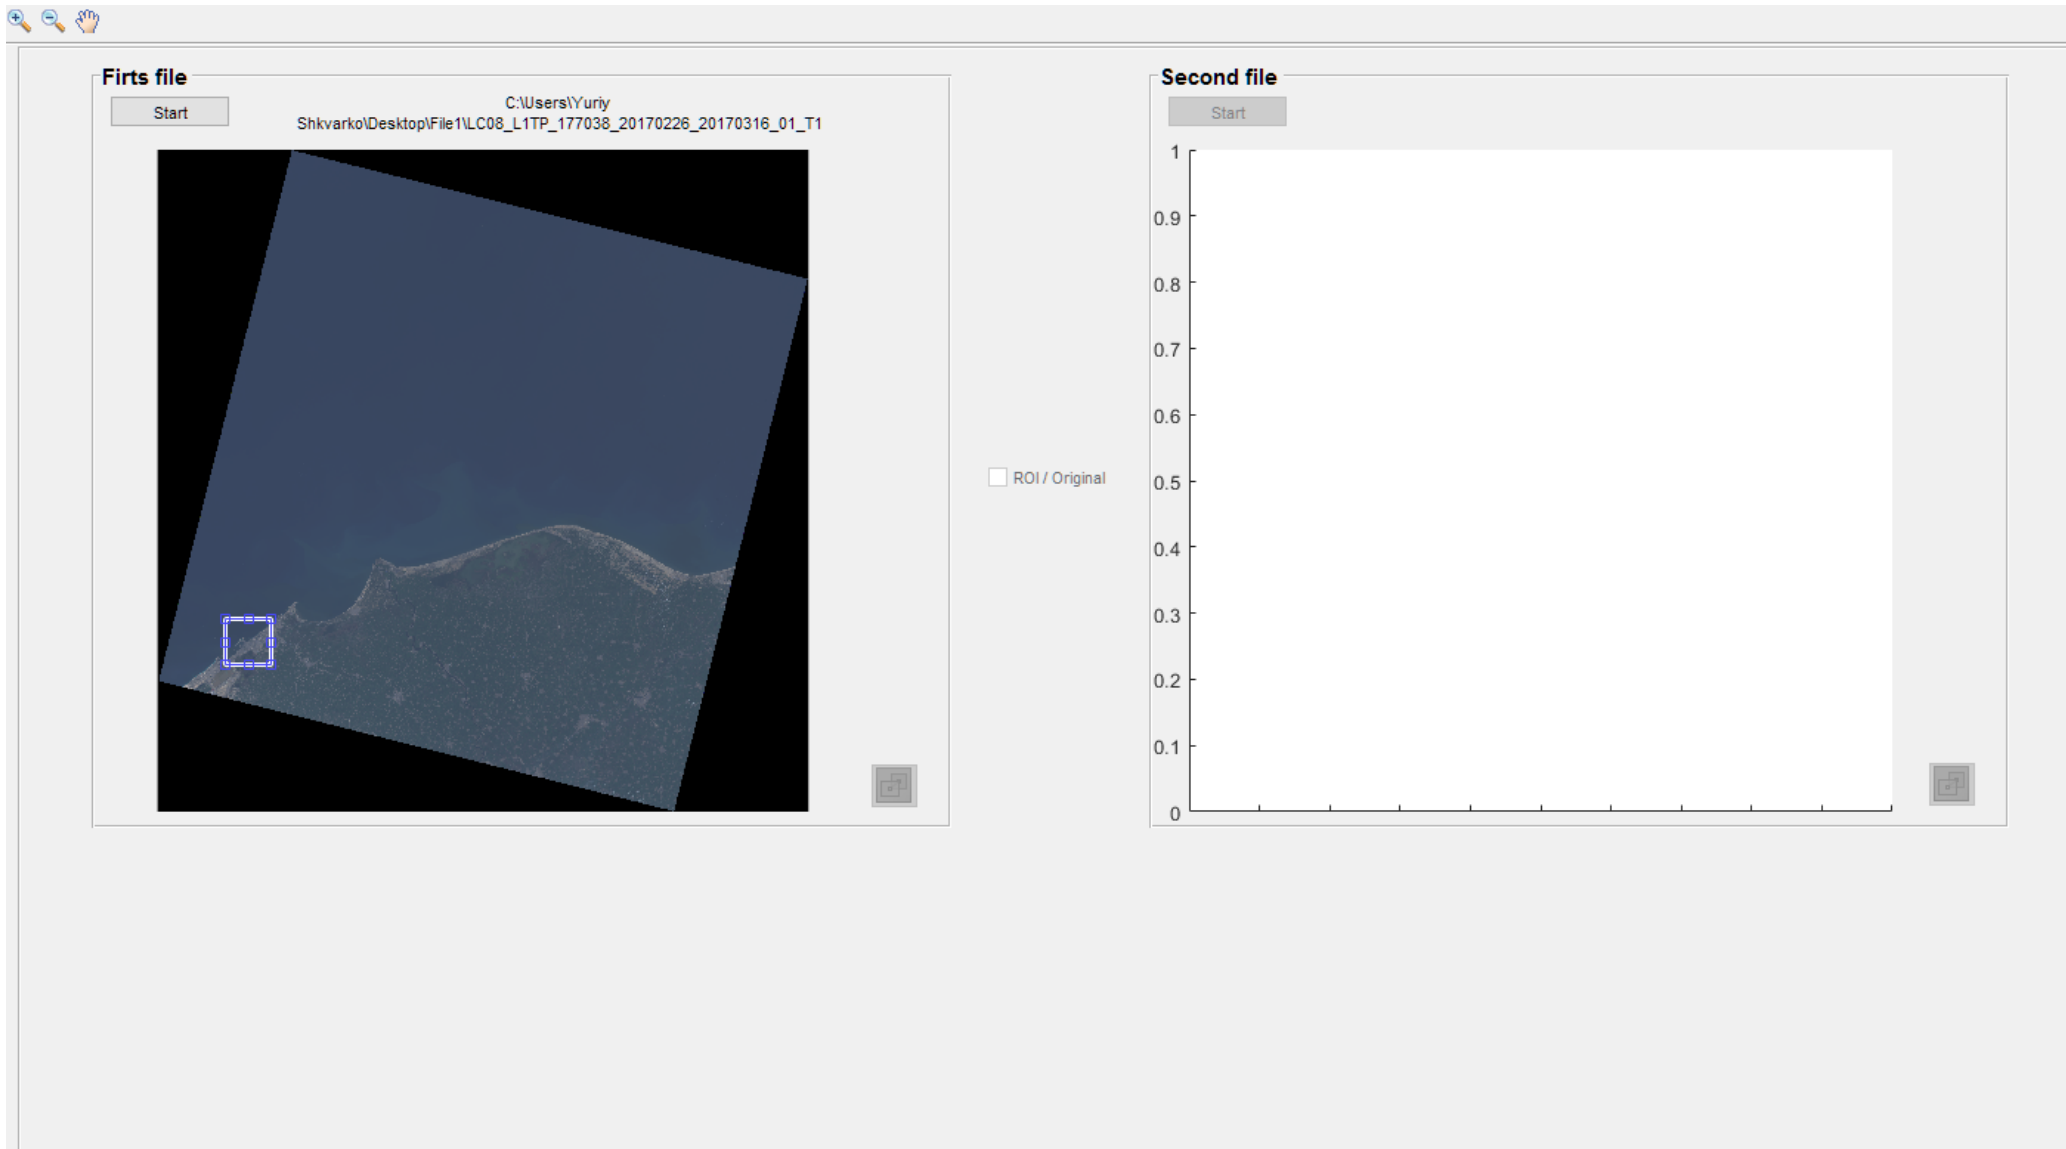 Firts file
Start
C:\Users\Yuriy
Shkvarko\Desktop\File1\LC08_L1TP_177038_20170226_20170316_01_T1
ROI / Original
Second file
Start
1
0.9
0.8
0.7
0.6
0.5
0.4
0.3
0.2
0.1
0